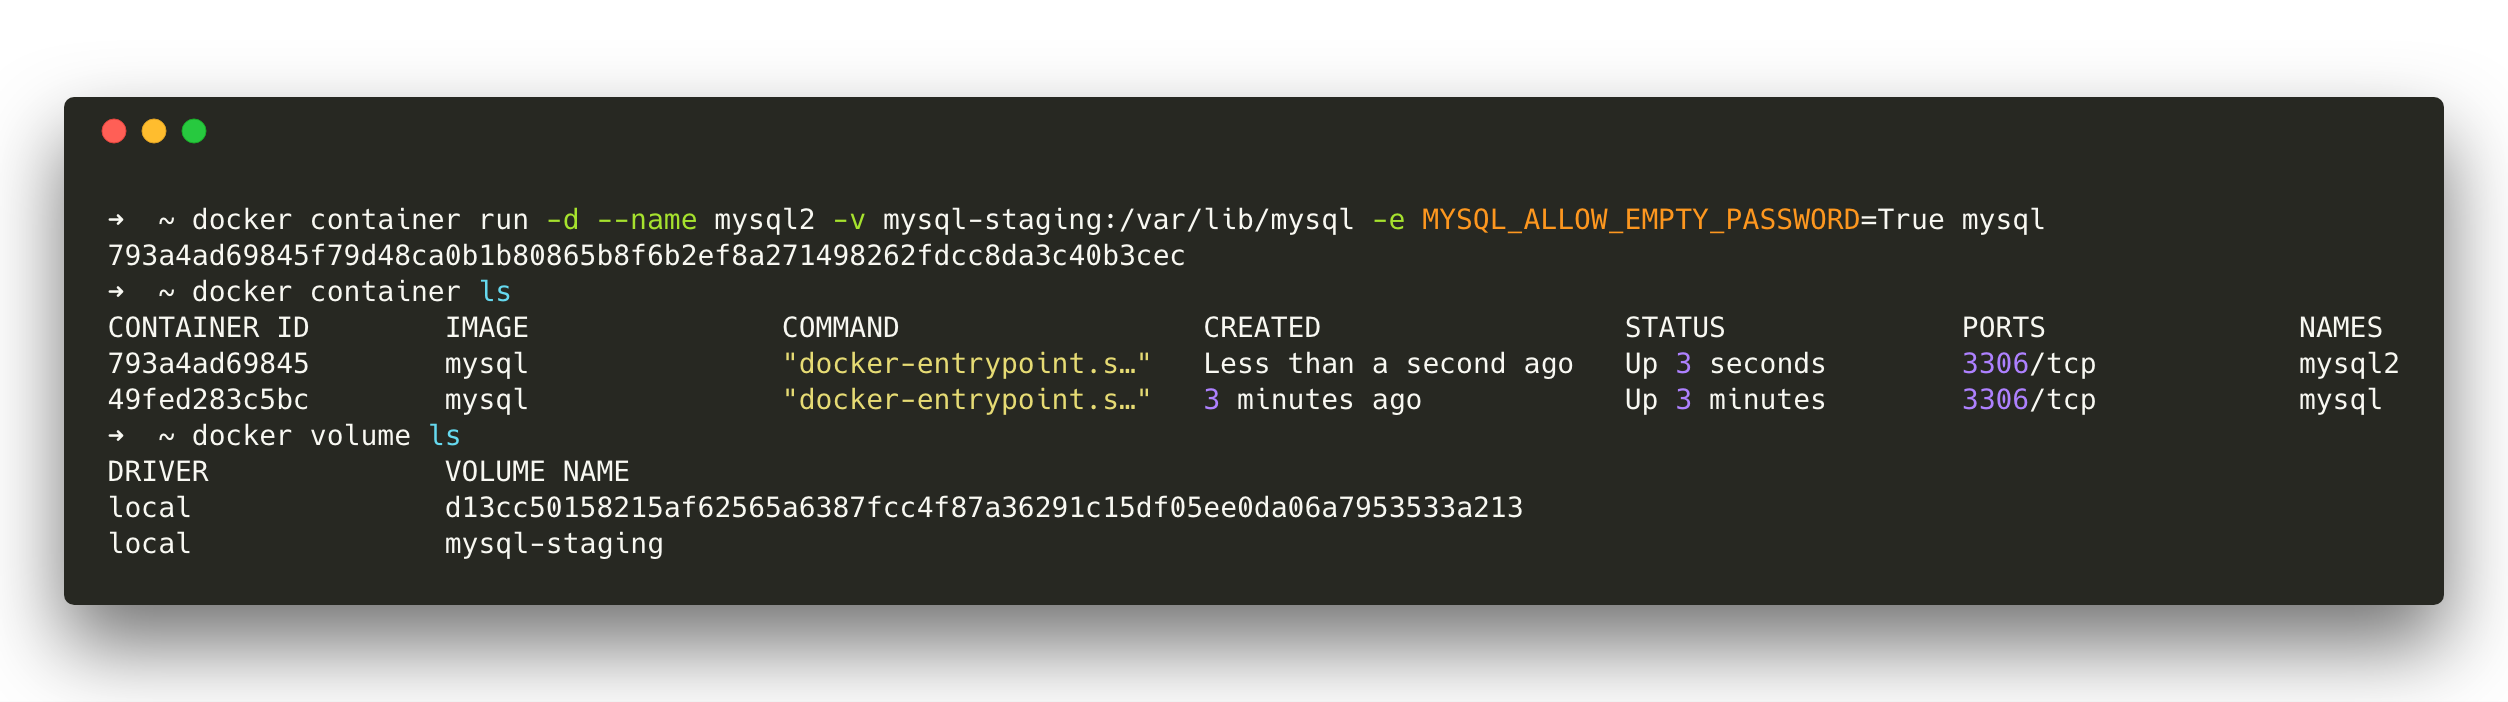 ➜  ~ docker container run -d --name mysql2 -v mysql-staging:/var/lib/mysql -e MYSQL_ALLOW_EMPTY_PASSWORD=True mysql
793a4ad69845f79d48ca0b1b80865b8f6b2ef8a271498262fdcc8da3c40b3cec
➜  ~ docker container ls
CONTAINER ID        IMAGE               COMMAND                  CREATED                  STATUS              PORTS               NAMES
793a4ad69845        mysql               "docker-entrypoint.s…"   Less than a second ago   Up 3 seconds        3306/tcp            mysql2
49fed283c5bc        mysql               "docker-entrypoint.s…"   3 minutes ago            Up 3 minutes        3306/tcp            mysql
➜  ~ docker volume ls
DRIVER              VOLUME NAME
local               d13cc50158215af62565a6387fcc4f87a36291c15df05ee0da06a7953533a213
local               mysql-staging